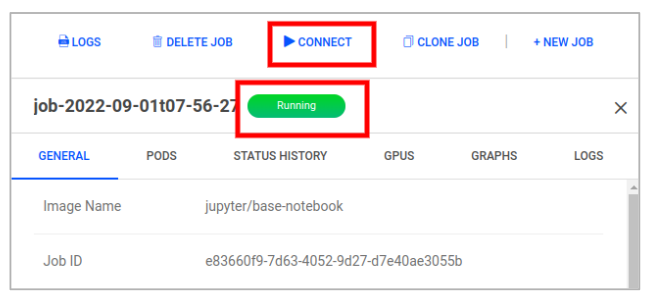 LOGS DELETE JOB CONNECT CLONE JOB + NEW JOB
job-2022-09-01t07-56-27 Running
GENERAL PODS STATUS HISTORY GPUS GRAPHS LOGS
Image Name jupyter/base-notebook
Job ID e83660f9-7d63-4052-9d27-d7e40ae3055b